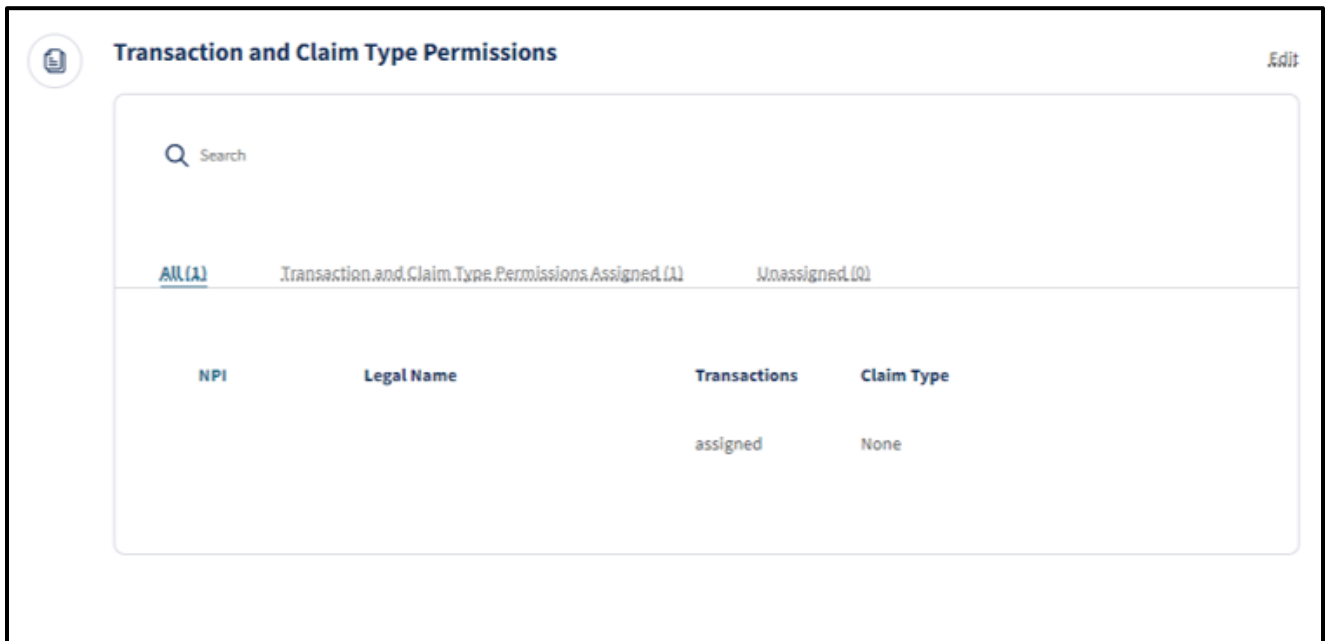 Transaction and Claim Type Permissions
Edit
Search
All (1) Transaction and Claim Type Permissions Assigned (1) Unassigned (0)
NPI Legal Name Transactions Claim Type
assigned None